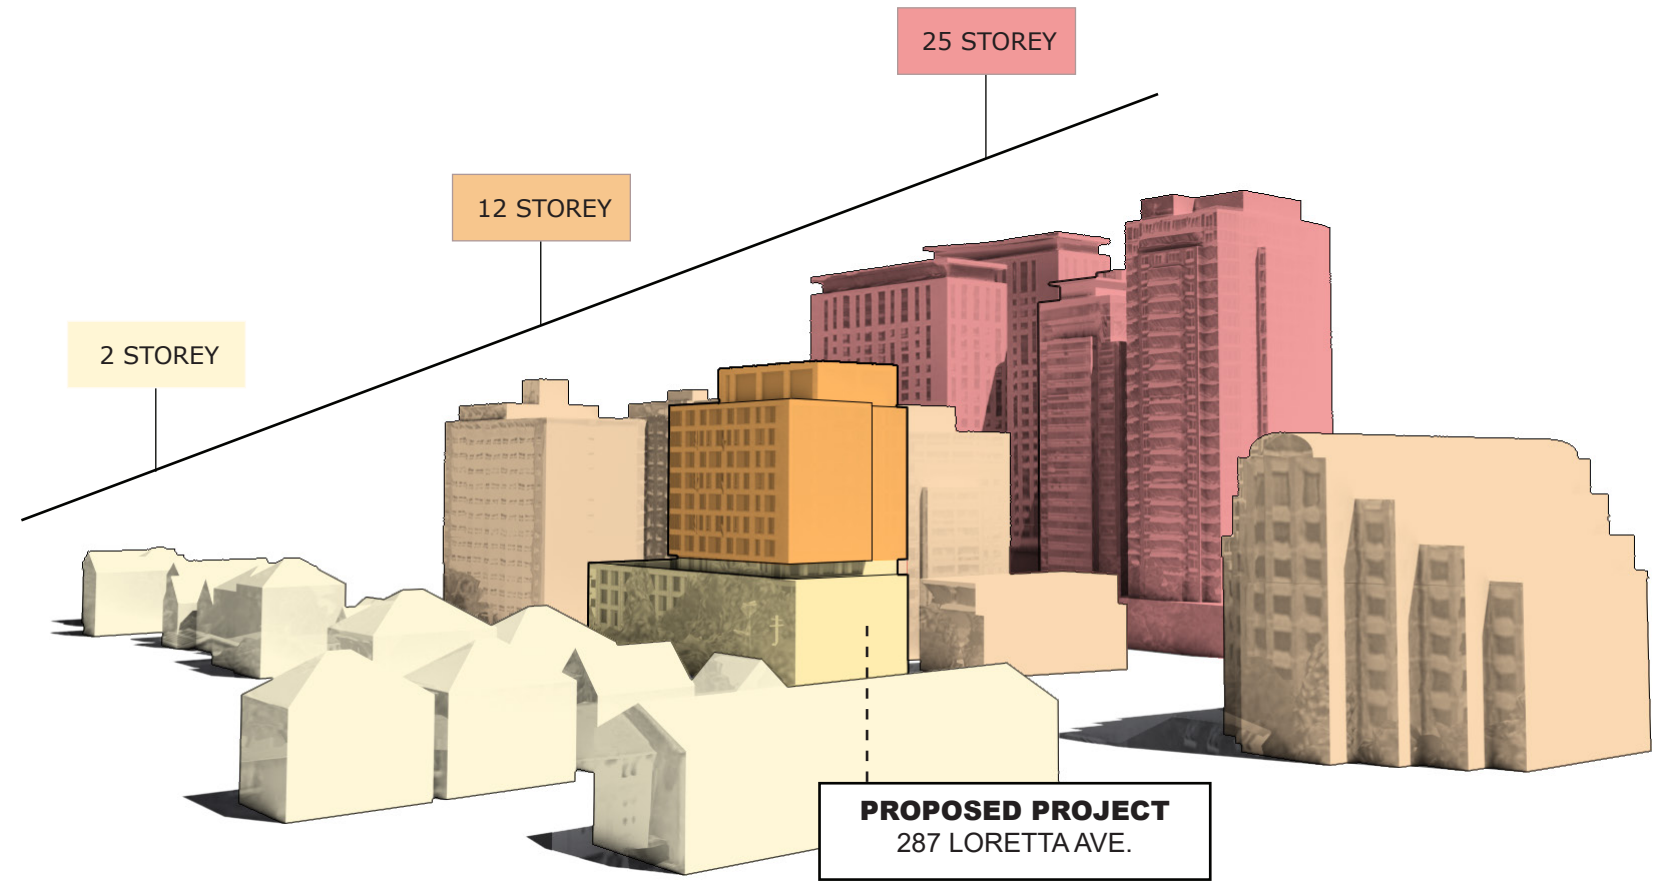 25 STOREY
12 STOREY
2 STOREY
PROPOSED PROJECT
287 LORETTA AVE.